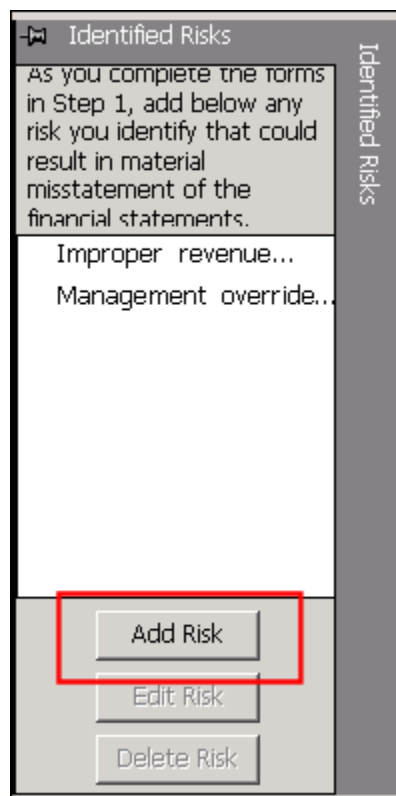 Identified Risks
As you complete the forms
in Step 1, add below any
risk you identify that could
result in material
misstatement of the
financial statements.
Improper revenue...
Management override...
Add Risk
Edit Risk
Delete Risk
Identified Risks